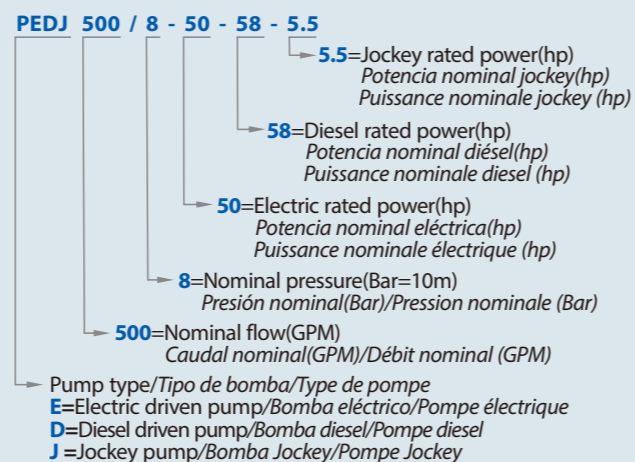 PEDJ 500 / 8 - 50 - 58 - 5.5
5.5=Jockey rated power(hp)
Potencia nominal jockey(hp)
Puissance nominale jockey (hp)
58=Diesel rated power(hp)
Potencia nominal diésel(hp)
Puissance nominale diesel (hp)
50=Electric rated power(hp)
Potencia nominal eléctrica(hp)
Puissance nominale électrique (hp)
8=Nominal pressure(Bar=10m)
Presión nominal(Bar)/Pression nominale (Bar)
500=Nominal flow(GPM)
Caudal nominal(GPM)/Débit nominal (GPM)
Pump type/Tipo de bomba/Type de pompe
E=Electric driven pump/Bomba eléctrico/Pompe électrique
D=Diesel driven pump/Bomba diesel/Pompe diesel
J =Jockey pump/Bomba Jockey/Pompe Jockey